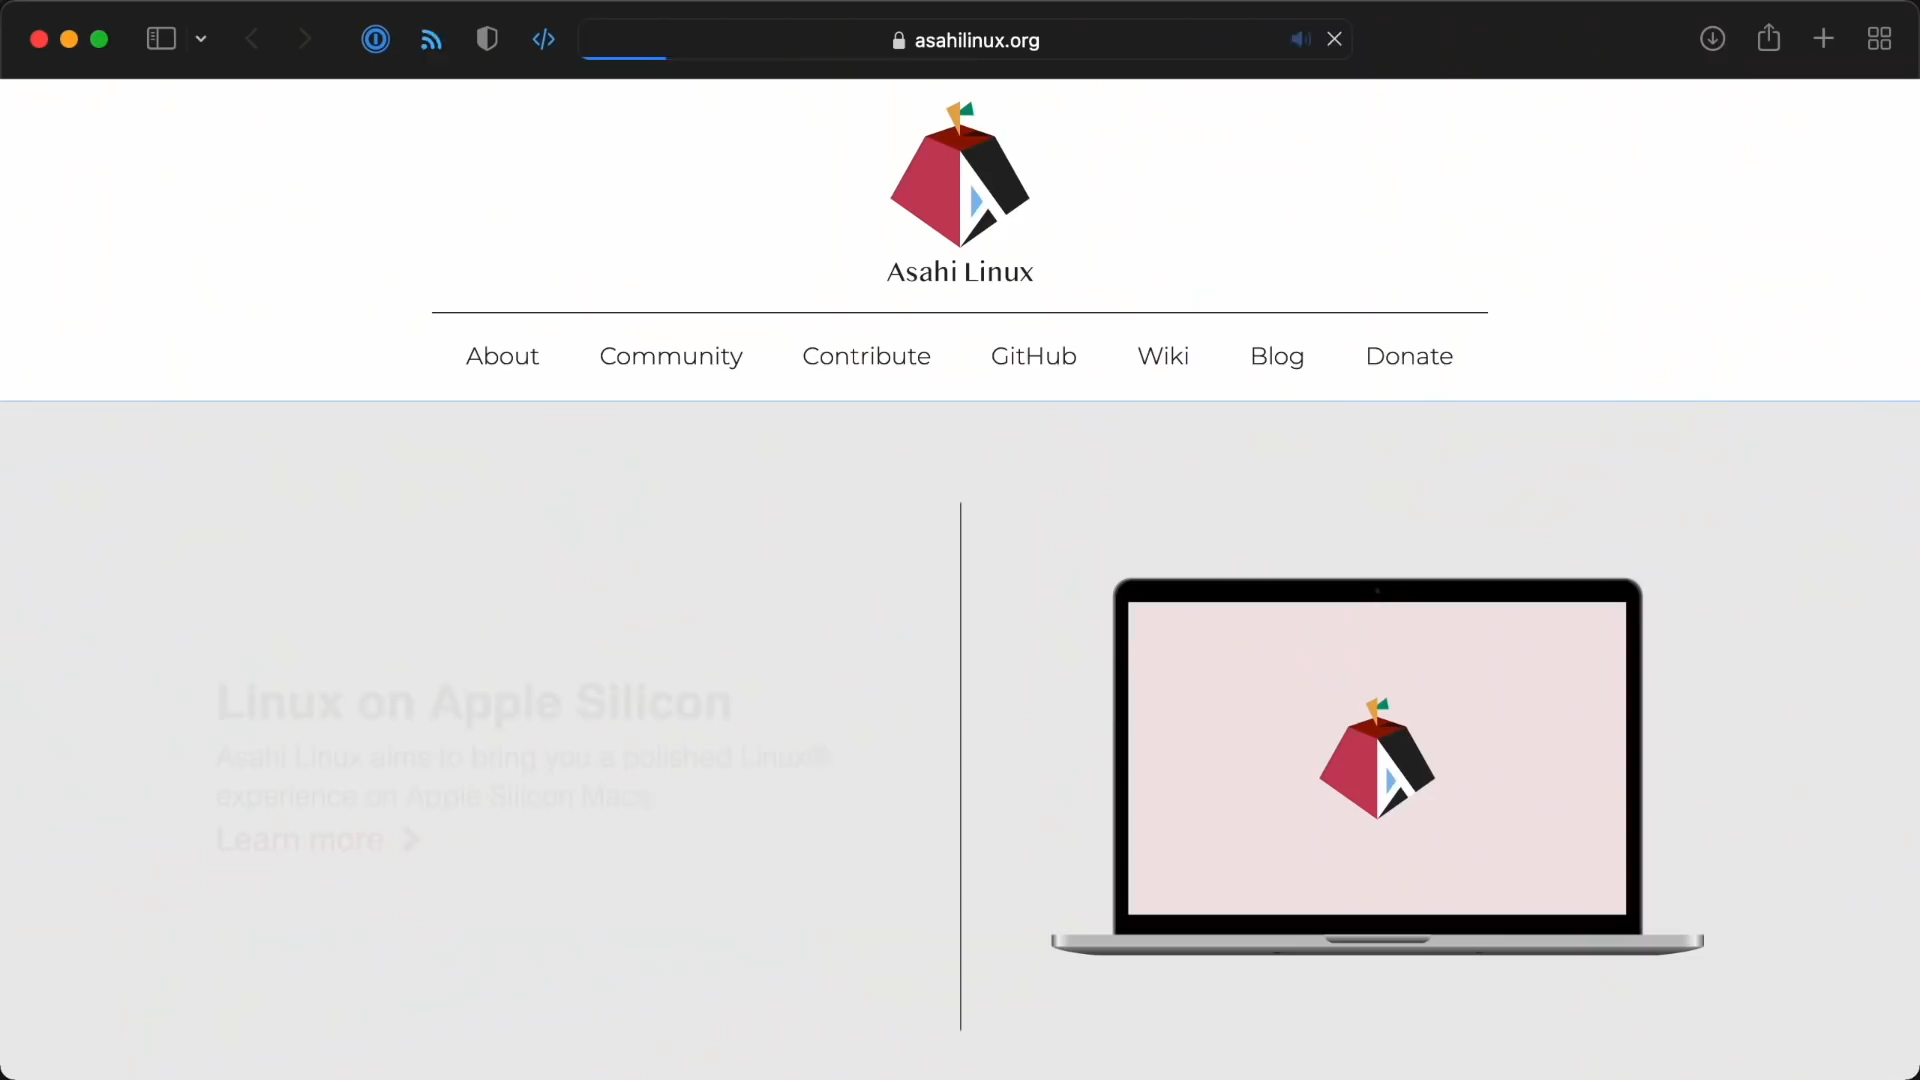 asahilinux.org
Asahi Linux
About Community Contribute GitHub Wiki Blog Donate
Linux on Apple Silicon
Asahi Linux aims to bring you a polished Linux®
experience on Apple Silicon Macs
Learn more